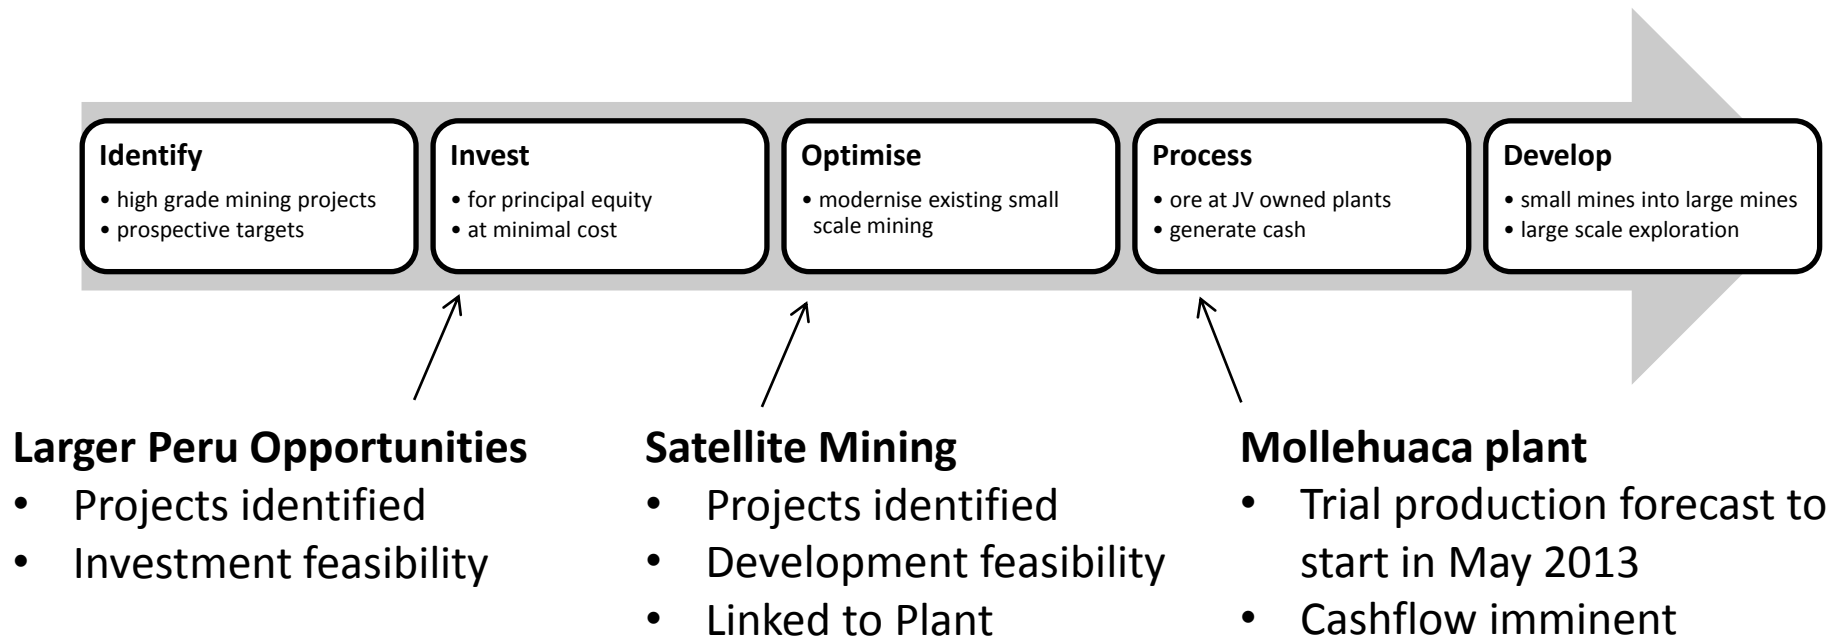 Identify
• high grade mining projects
• prospective targets
Invest
• for principal equity
• at minimal cost
Optimise
• modernise existing small
scale mining
Process
• ore at JV owned plants
• generate cash
Develop
• small mines into large mines
• large scale exploration
Larger Peru Opportunities
• Projects identified
• Investment feasibility
Satellite Mining
• Projects identified
• Development feasibility
• Linked to Plant
Mollehuaca plant
• Trial production forecast to
start in May 2013
• Cashflow imminent